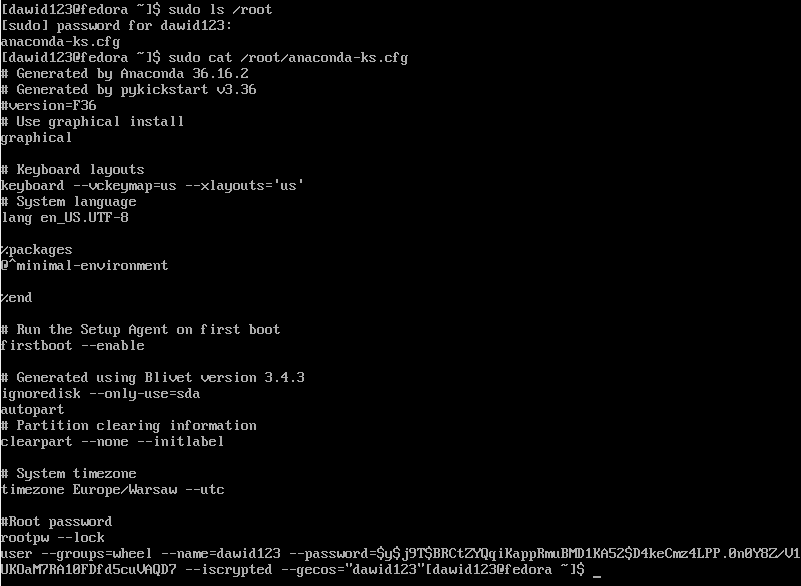 [dawid123@fedora ~]$ sudo ls /root
[sudo] password for dawid123:
anaconda-ks.cfg
[dawid123@fedora ~]$ sudo cat /root/anaconda-ks.cfg
# Generated by Anaconda 36.16.2
# Generated by pykickstart v3.36
#version=F36
# Use graphical install
graphical
# Keyboard layouts
keyboard --vckeymap=us --xlayouts='us'
# System language
lang en_US.UTF-8
%packages
@^minimal-environment
%end
# Run the Setup Agent on first boot
firstboot --enable
# Generated using Blivet version 3.4.3
ignoredisk --only-use=sda
autopart
# Partition clearing information
clearpart --none --initlabel
# System timezone
timezone Europe/Warsaw --utc
#Root password
rootpw --lock
user --groups=wheel --name=dawid123 --password=$y$j9T$BRCtZYQqiKappRmuBMD1KA52$D4keCmz4LPP.0n0Y8Z/V1
UKOaM7RA10FDfd5cuVAQD7 --iscrypted --gecos="dawid123"[dawid123@fedora ~]$ _